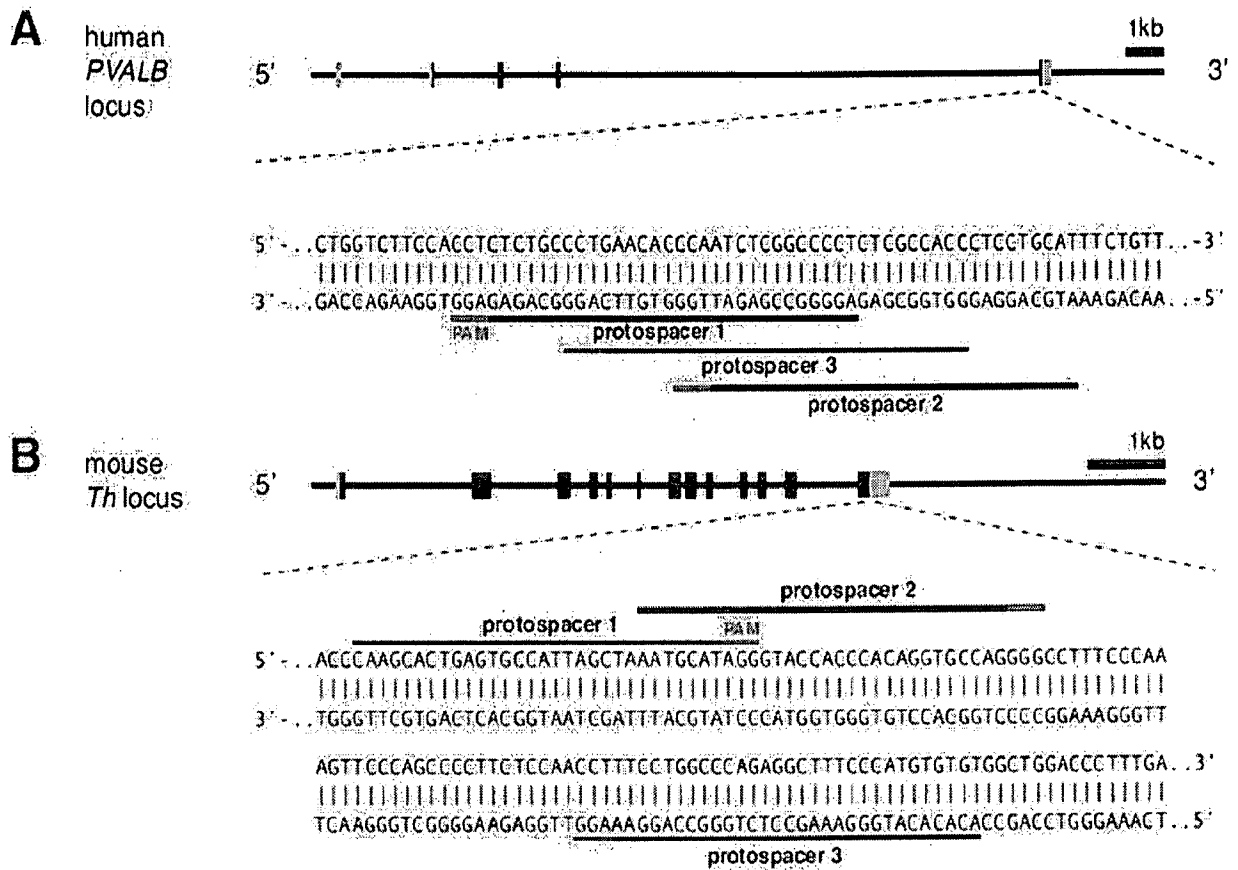 A
human
PVALB
locus
1kb
5' 3'
5'-..CTGGTCTTCCACCTCTCTGCCCTGAACACCCAATCTCGGCCCCTCTCGCCACCCTCCTGCATTTCTGTT..-3'
3'-..GACCAGAAGGTGGAGAGACGGGACTTGTGGGTTAGAGCCGGGGAGAGCGGTGGGAGGACGTAAAGACAA..-5'
PAM protospacer 1
protospacer 3
protospacer 2
B
mouse
Th locus
1kb
5' 3'
protospacer 2
protospacer 1 PAM
5'-..ACCCAAGCACTGAGTGCCATTAGCTAAATGCATAGGGTACCACCCACAGGTGCCAGGGGCCTTTCCCAA
3'-..TGGGTTCGTGACTCACGGTAATCGATTTACGTATCCCATGGTGGGTGTCCACGGTCCCCGGAAAGGGTT
AGTTCCCAGCCCCTTCTCCAACCTTTCCTGGCCCAGAGGCTTTCCCATGTGTGTGGCTGGACCCTTTGA..3'
TCAAGGGTCGGGGAAGAGGTTGGAAAGGACCGGGTCTCCGAAAGGGTACACACACCGACCTGGGAAACT..5'
protospacer 3